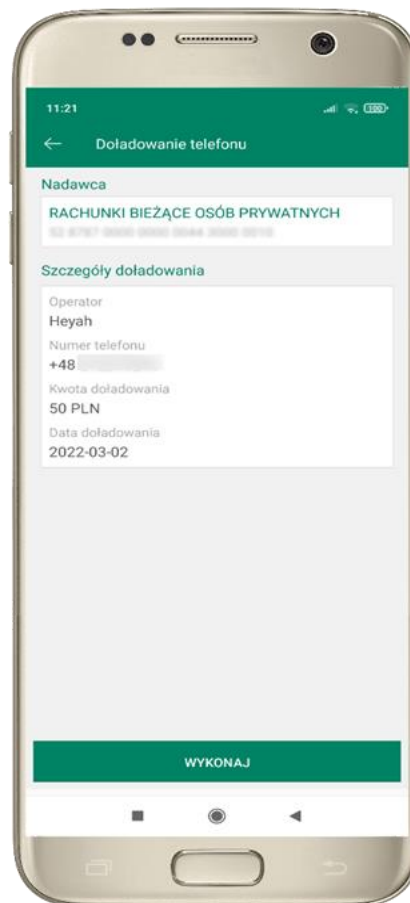 11:21
100
Doładowanie telefonu
Nadawca
RACHUNKI BIEŻĄCE OSÓB PRYWATNYCH
Szczegóły doładowania
Operator
Heyah
Numer telefonu
+48
Kwota doładowania
50 PLN
Data doładowania
2022-03-02
WYKONAJ